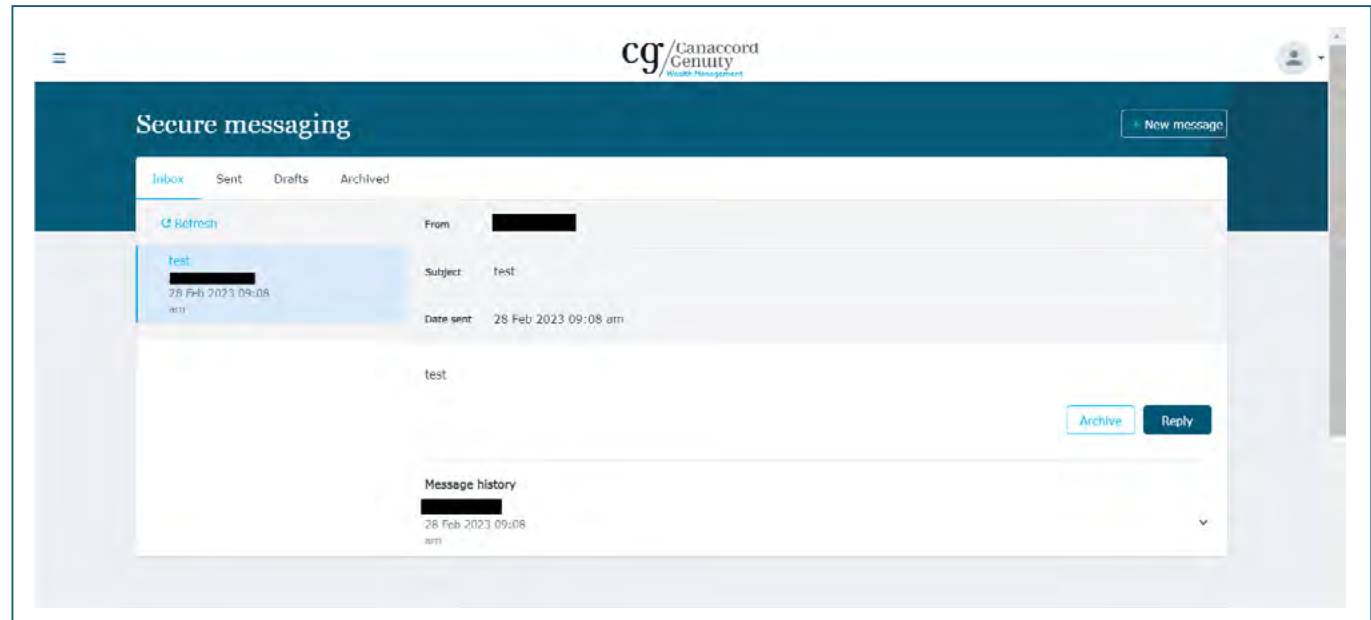 cg/Canaccord
Genuity
Wealth Management
Secure messaging
+ New message
Inbox Sent Drafts Archived
Refresh
test
28 Feb 2023 09:08
am
From
Subject test
Date sent 28 Feb 2023 09:08 am
test
Archive Reply
Message history
28 Feb 2023 09:08
am